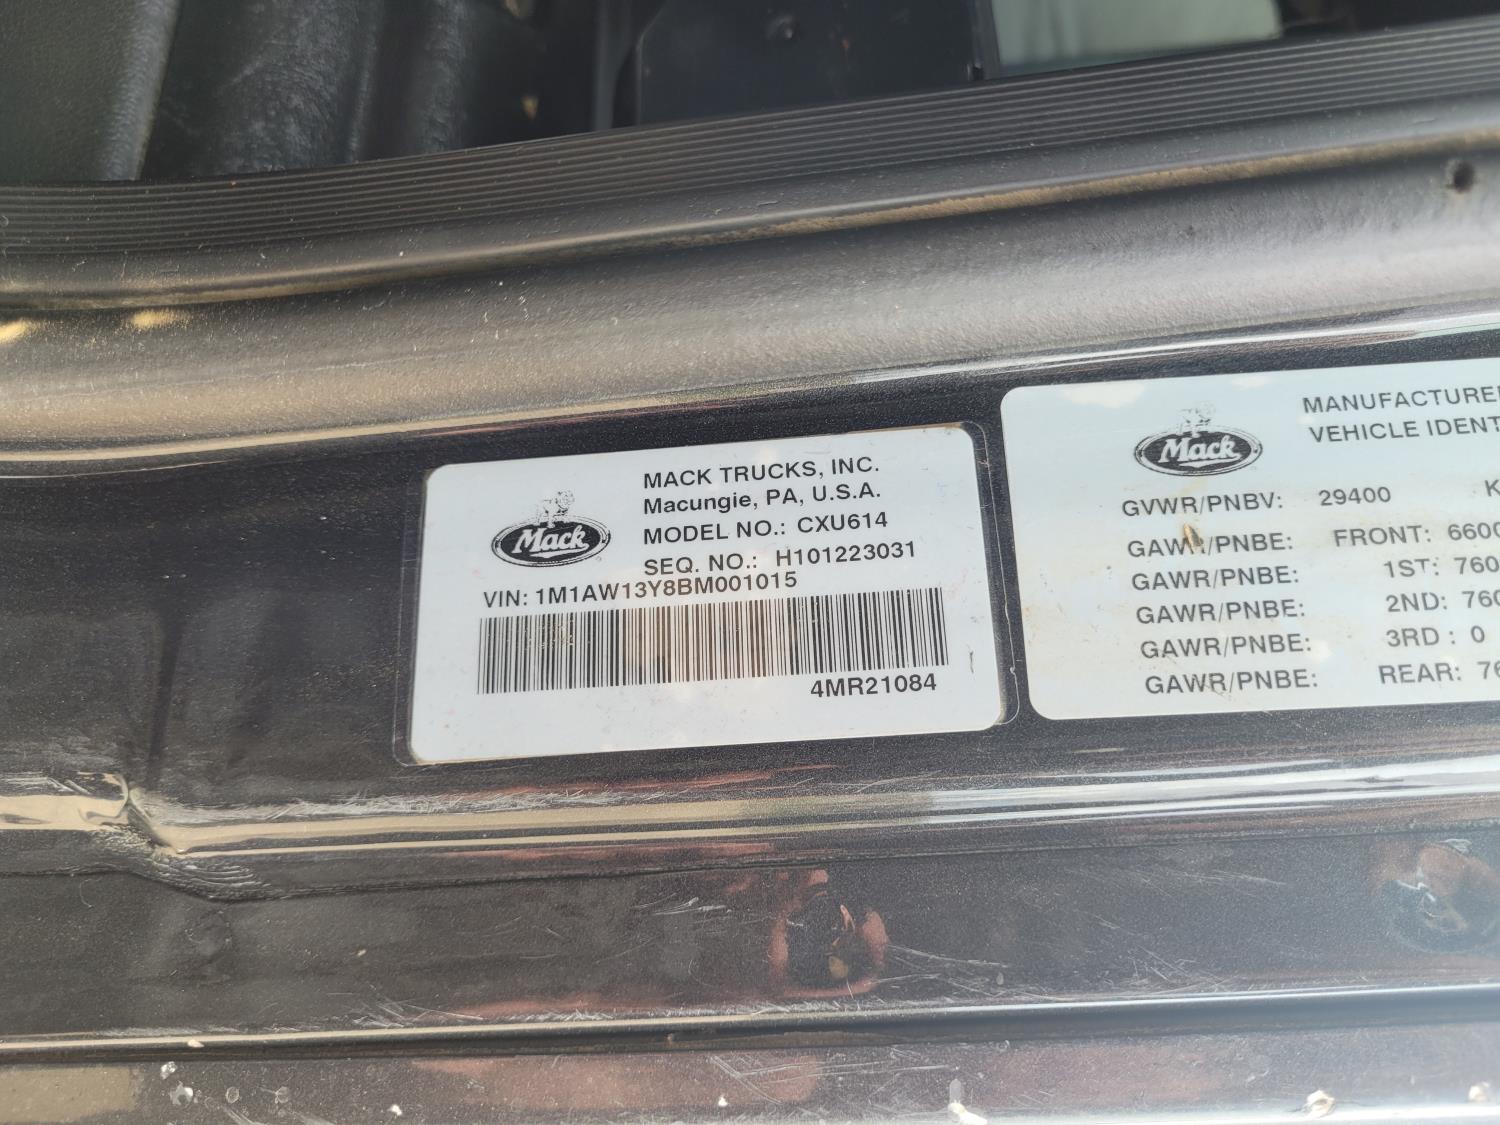 Mack
MACK TRUCKS, INC.
Macungie, PA, U.S.A.
MODEL NO.: CXU614
SEQ. NO.: H101223031
VIN: 1M1AW13Y8BM001015
4MR21084
Mack
MANUFACTURE
VEHICLE IDENT
GVWR/PNBV: 29400 K
GAWR/PNBE: FRONT: 6600
GAWR/PNBE: 1ST: 760
GAWR/PNBE: 2ND: 760
GAWR/PNBE: 3RD : 0
GAWR/PNBE: REAR: 76